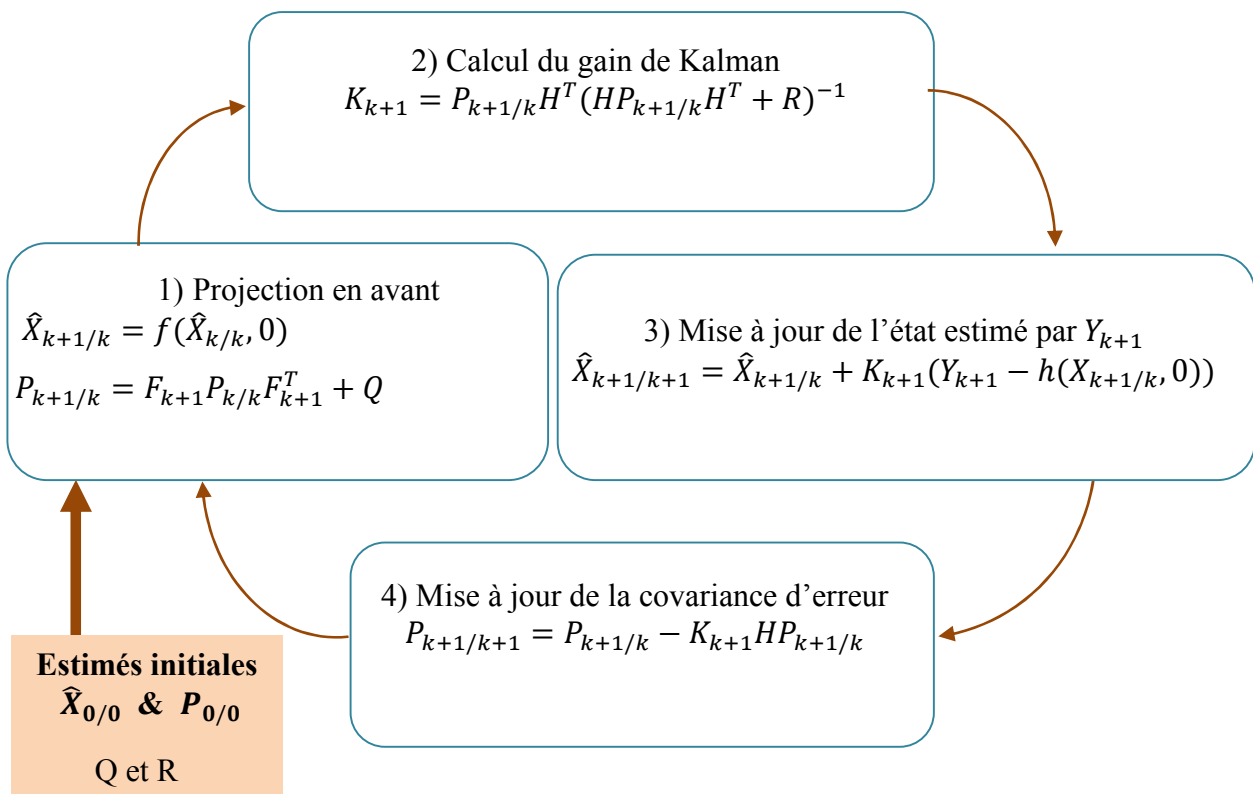 2) Calcul du gain de Kalman
$K_{k+1} = P_{k+1/k}H^T(HP_{k+1/k}H^T + R)^{-1}$
1) Projection en avant
$\hat{X}_{k+1/k} = f(\hat{X}_{k/k}, 0)$
$P_{k+1/k} = F_{k+1}P_{k/k}F_{k+1}^T + Q$
3) Mise à jour de l’état estimé par $Y_{k+1}$
$\hat{X}_{k+1/k+1} = \hat{X}_{k+1/k} + K_{k+1}(Y_{k+1} - h(X_{k+1/k}, 0))$
4) Mise à jour de la covariance d’erreur
$P_{k+1/k+1} = P_{k+1/k} - K_{k+1}HP_{k+1/k}$
Estimés initiales
$\hat{X}_{0/0}$ & $P_{0/0}$
Q et R